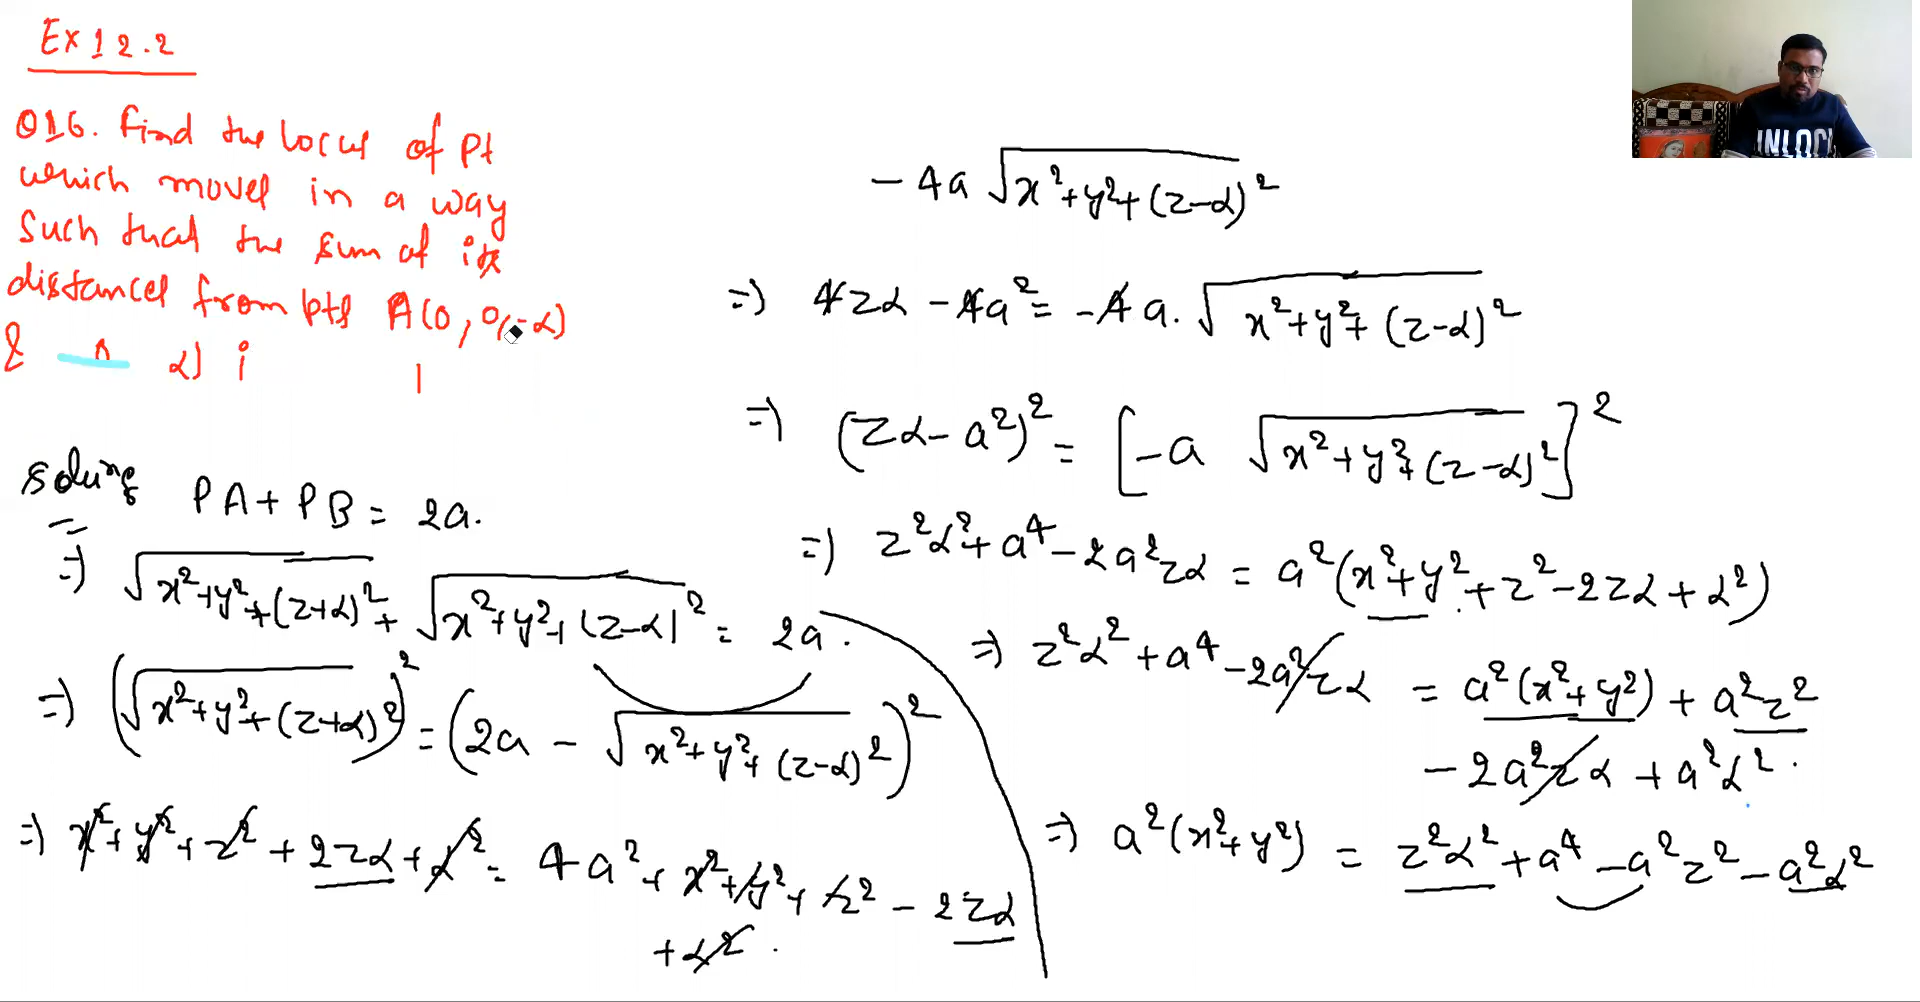 Ex 12.2
Q16. Find the locus of pt
which moves in a way
such that the sum of its
distances from pts A(0, 0, -α)
& α) i
Solun
PA + PB = 2a.
=) √x²+y²+(z+α)² + √x²+y²+(z-α)² = 2a.
=) (√x²+y²+(z+α)²)² = (2a - √x²+y²+(z-α)²)²
=) x²+y²+z²+2zα+α² = 4a²+x²+y²+z²-2zα
+α².
-4a √x²+y²+(z-α)²
=) 4zα - 4a² = -4a. √x²+y²+(z-α)²
=) (zα-a²)² = [-a √x²+y²+(z-α)²]²
=) z²α²+a⁴-2a²zα = a²(x²+y²+z²-2zα+α²)
=) z²α²+a⁴-2a²zα = a²(x²+y²)+a²z²
-2a²zα+a²α².
=) a²(x²+y²) = z²α²+a⁴-a²z²-a²α²
UNLOC